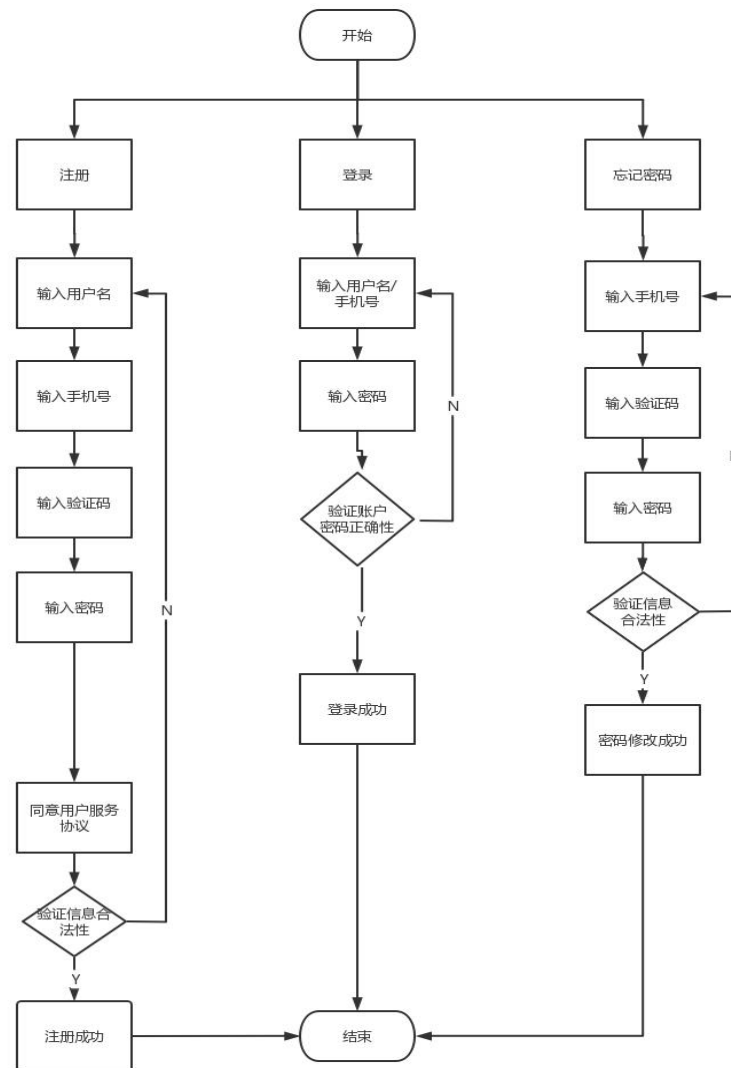 开始
注册
登录
忘记密码
输入用户名
输入用户名/
手机号
输入手机号
输入手机号
输入密码
输入验证码
N
输入验证码
验证账户
密码正确性
输入密码
输入密码
N
验证信息
合法性
Y
Y
登录成功
密码修改成功
同意用户服务
协议
验证信息合
法性
Y
注册成功
结束